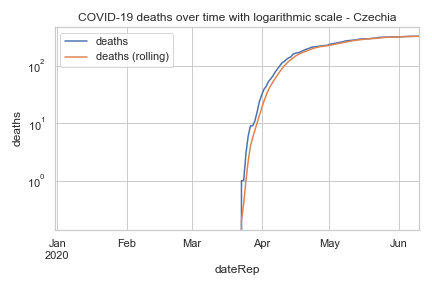 COVID-19 deaths over time with logarithmic scale - Czechia
deaths
deaths (rolling)
10²
10¹
10⁰
deaths
Jan
2020
Feb
Mar
Apr
May
Jun
dateRep